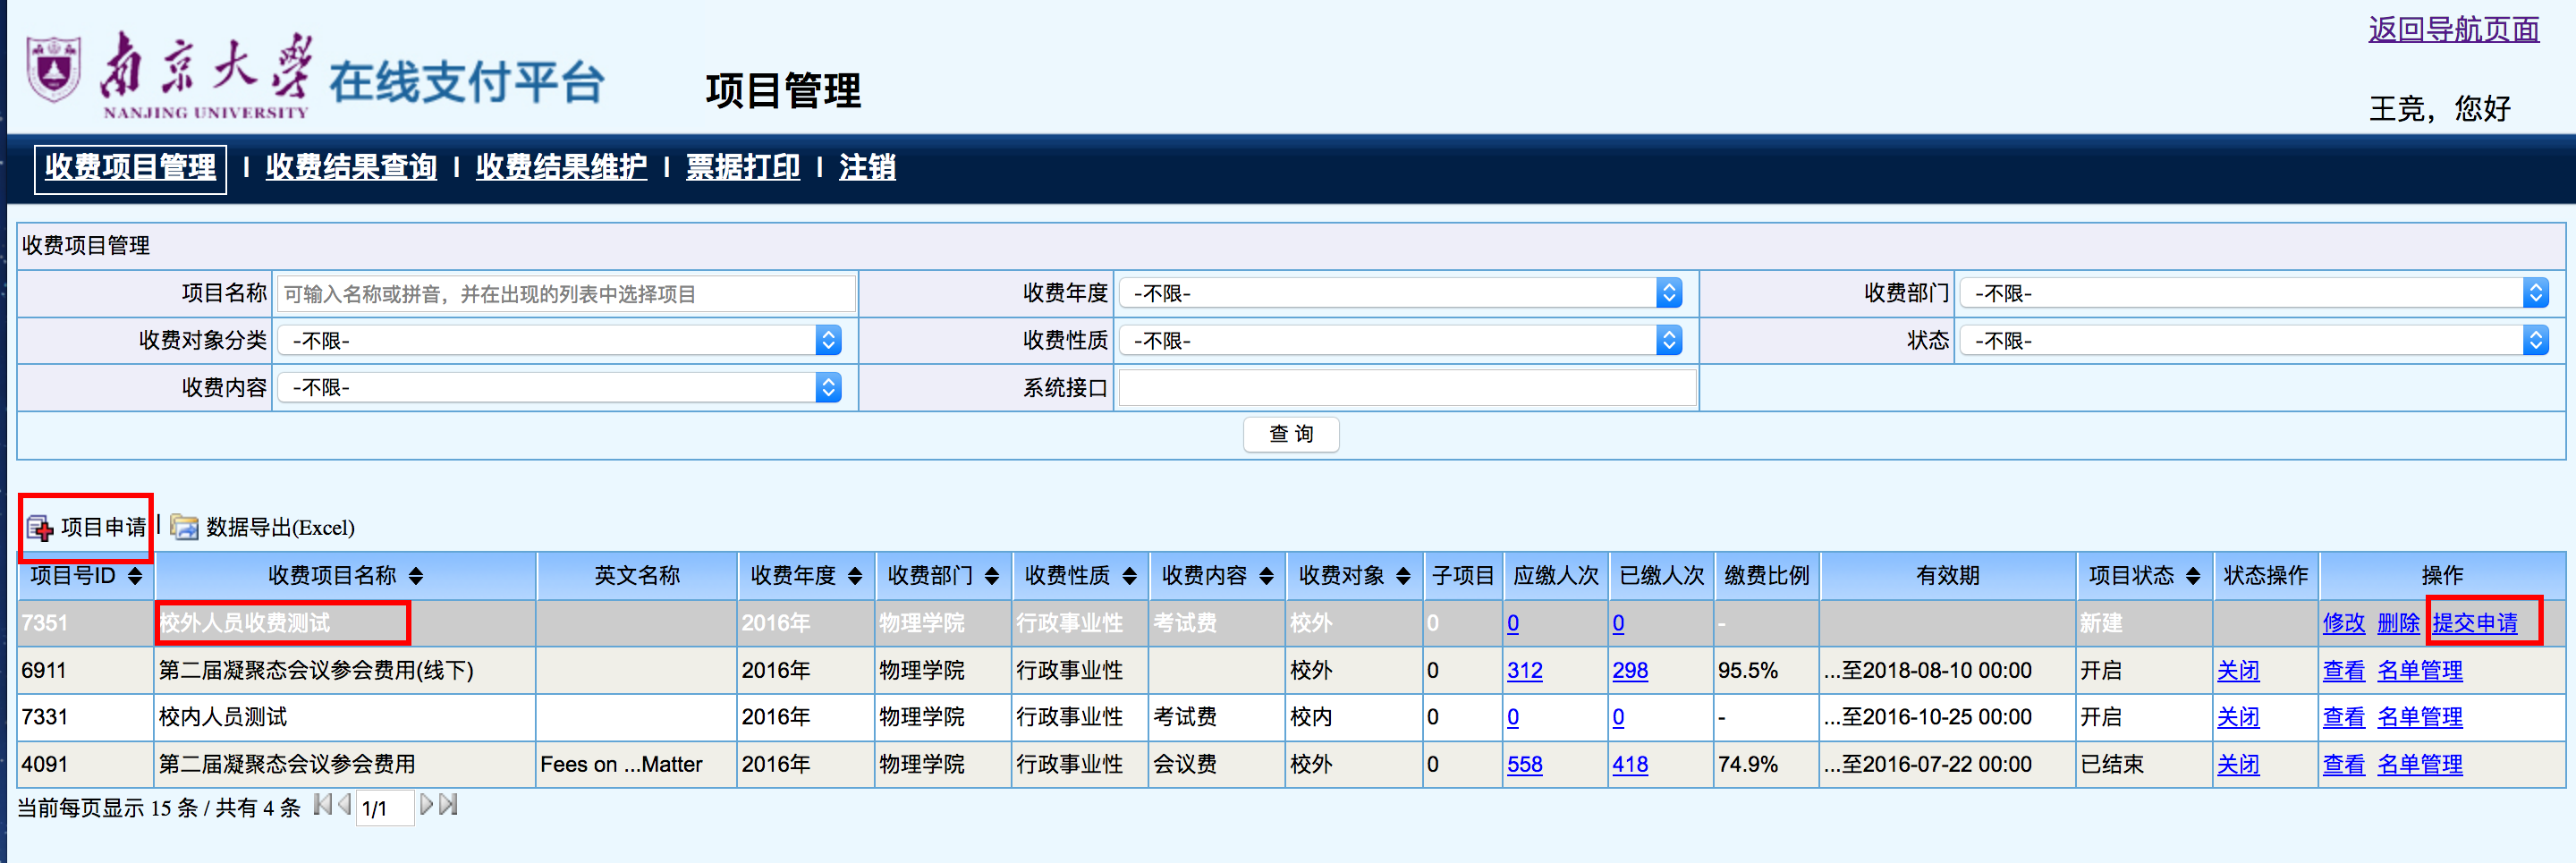 返回导航页面
南京大学
NANJING UNIVERSITY
在线支付平台
项目管理
王竞，您好
收费项目管理 | 收费结果查询 | 收费结果维护 | 票据打印 | 注销
收费项目管理
项目名称 可输入名称或拼音，并在出现的列表中选择项目 收费年度 -不限- 收费部门 -不限-
收费对象分类 -不限- 收费性质 -不限- 状态 -不限-
收费内容 -不限- 系统接口
查 询
项目申请 | 数据导出(Excel)
项目号ID 收费项目名称 英文名称 收费年度 收费部门 收费性质 收费内容 收费对象 子项目 应缴人次 已缴人次 缴费比例 有效期 项目状态 状态操作 操作
7351 校外人员收费测试 2016年 物理学院 行政事业性 考试费 校外 0 0 0 - 新建 修改 删除 提交申请
6911 第二届凝聚态会议参会费用(线下) 2016年 物理学院 行政事业性 校外 0 312 298 95.5% ...至2018-08-10 00:00 开启 关闭 查看 名单管理
7331 校内人员测试 2016年 物理学院 行政事业性 考试费 校内 0 0 0 - ...至2016-10-25 00:00 开启 关闭 查看 名单管理
4091 第二届凝聚态会议参会费用 Fees on ...Matter 2016年 物理学院 行政事业性 会议费 校外 0 558 418 74.9% ...至2016-07-22 00:00 已结束 关闭 查看 名单管理
当前每页显示 15 条 / 共有 4 条 1/1